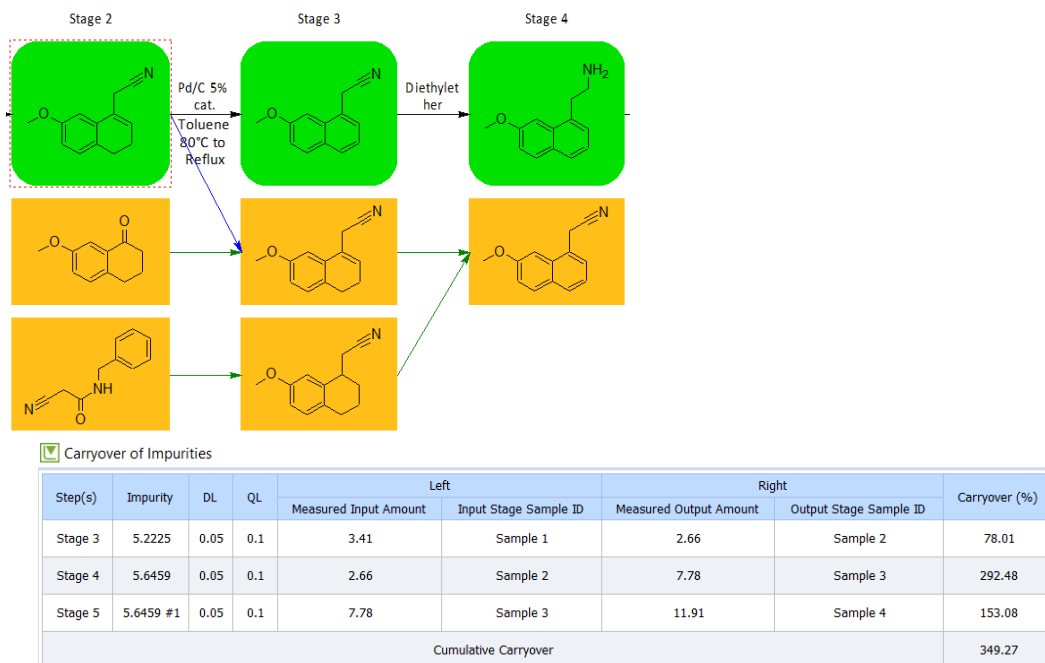 Stage 2
Stage 3
Stage 4
N
O
Pd/C 5%
cat.
Toluene
80°C to
Reflux
N
O
Diethylet
her
NH2
O
O
O
N
O
N
O
NH
N
O
N
O
Carryover of Impurities
Step(s) Impurity DL QL Left Right Carryover (%)
Measured Input Amount Input Stage Sample ID Measured Output Amount Output Stage Sample ID
Stage 3 5.2225 0.05 0.1 3.41 Sample 1 2.66 Sample 2 78.01
Stage 4 5.6459 0.05 0.1 2.66 Sample 2 7.78 Sample 3 292.48
Stage 5 5.6459 #1 0.05 0.1 7.78 Sample 3 11.91 Sample 4 153.08
Cumulative Carryover 349.27